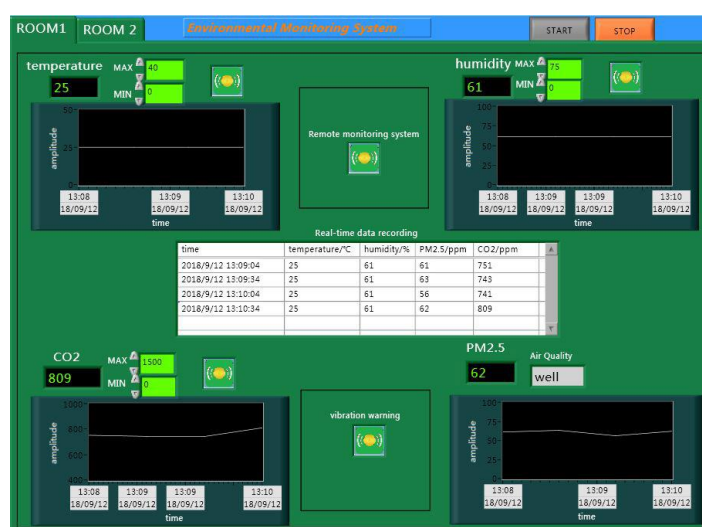 ROOM1 ROOM 2 Environmental Monitoring System START STOP
temperature MAX 40
25 MIN 0
humidity MAX 75
61 MIN 0
50
25
0
amplitude
13:08 13:09 13:10
18/09/12 18/09/12 18/09/12
time
Remote monitoring system
100
75
50
25
0
amplitude
13:08 13:09 13:09 13:10
18/09/12 18/09/12 18/09/12 18/09/12
time
Real-time data recording
time temperature/℃ humidity/% PM2.5/ppm CO2/ppm
2018/9/12 13:09:04 25 61 61 751
2018/9/12 13:09:34 25 61 63 743
2018/9/12 13:10:04 25 61 56 741
2018/9/12 13:10:34 25 61 62 809
CO2 MAX 1500
809 MIN 0
PM2.5 Air Quality
62 well
1000
800
600
400
amplitude
13:08 13:09 13:09 13:10
18/09/12 18/09/12 18/09/12 18/09/12
time
vibration warning
100
75
50
25
amplitude
13:08 13:09 13:10
18/09/12 18/09/12 18/09/12
time